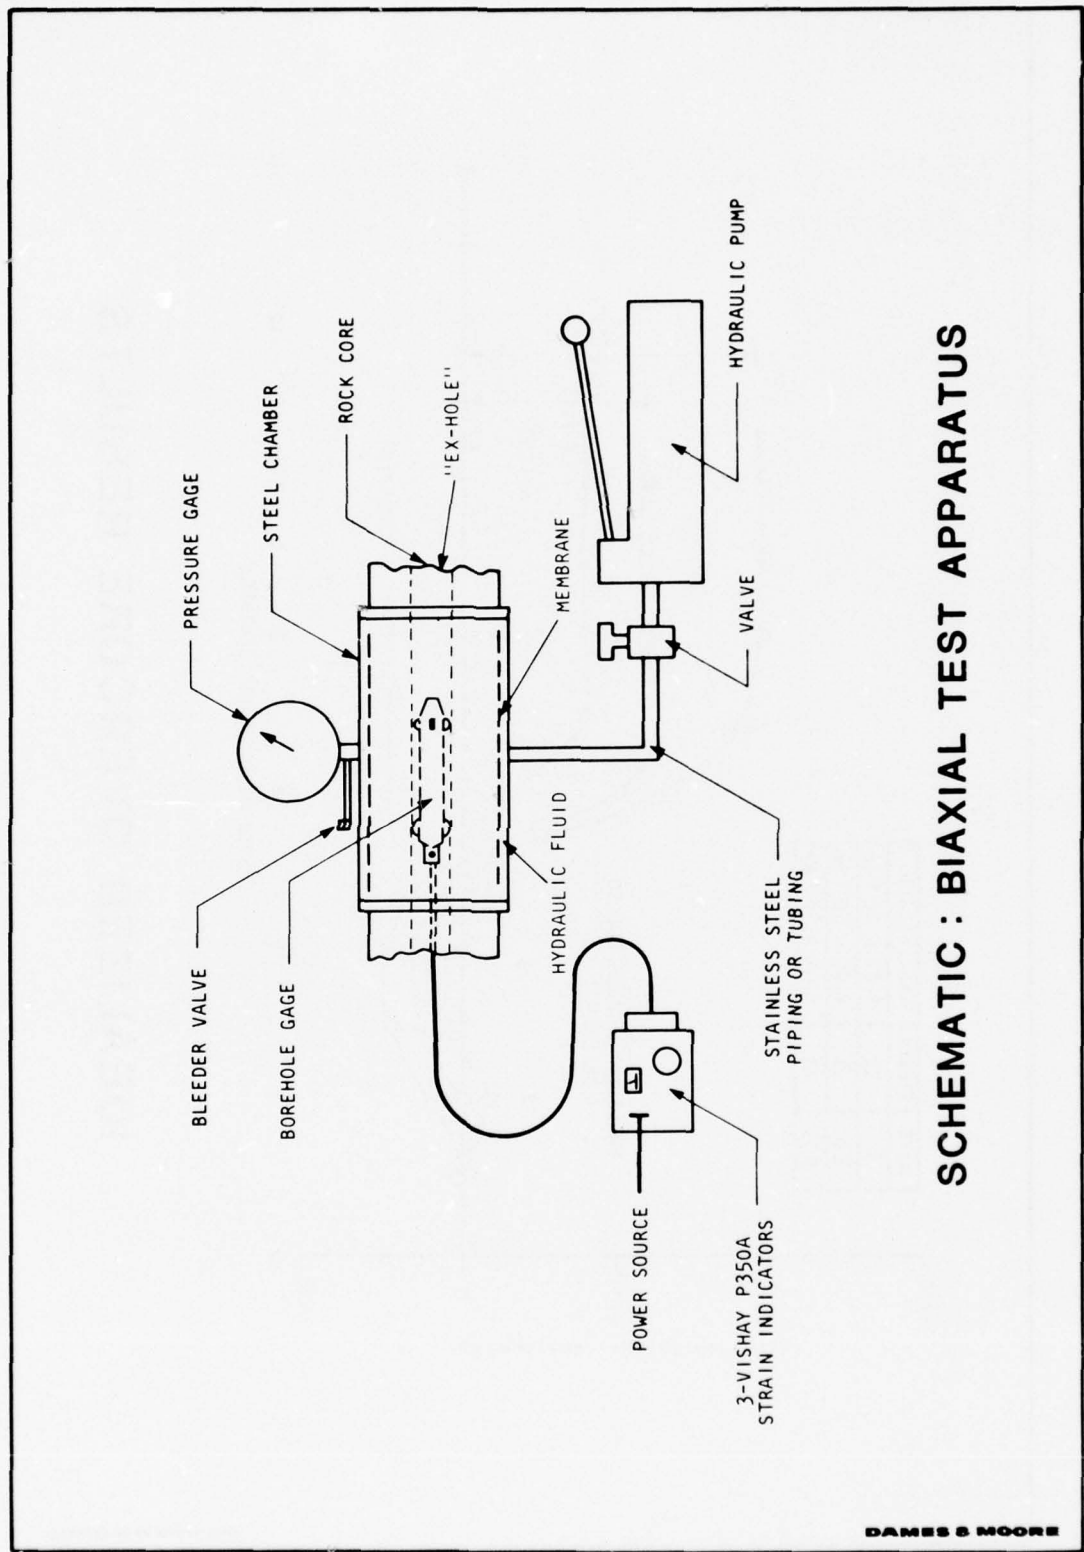 BLEEDER VALVE
PRESSURE GAGE
BOREHOLE GAGE
STEEL CHAMBER
ROCK CORE
"EX-HOLE"
HYDRAULIC FLUID
MEMBRANE
POWER SOURCE
3-VISHAY P350A
STRAIN INDICATORS
STAINLESS STEEL
PIPING OR TUBING
VALVE
HYDRAULIC PUMP
SCHEMATIC : BIAXIAL TEST APPARATUS
DAMES & MOORE